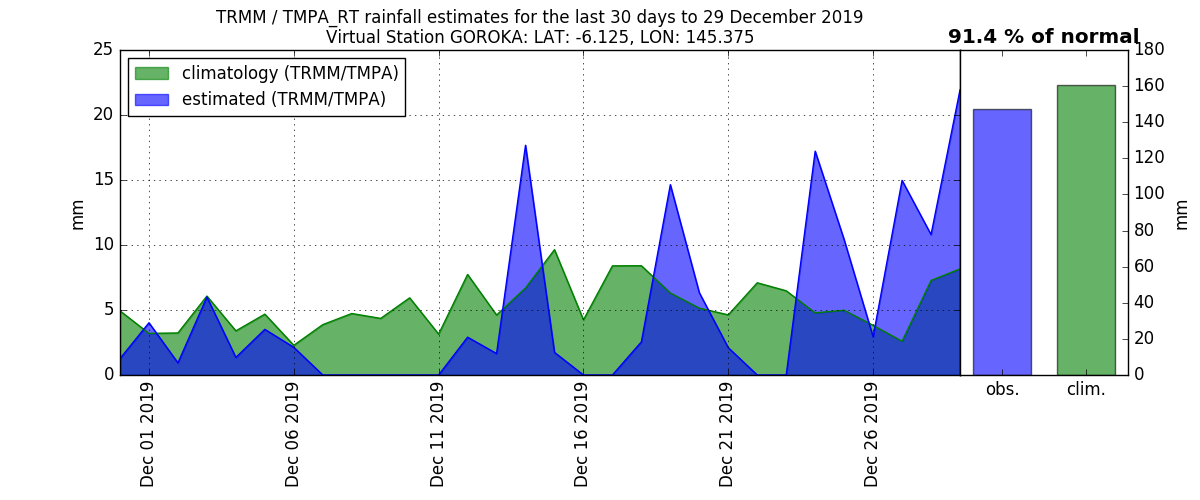 TRMM / TMPA_RT rainfall estimates for the last 30 days to 29 December 2019
Virtual Station GOROKA: LAT: -6.125, LON: 145.375
91.4 % of normal
climatology (TRMM/TMPA)
estimated (TRMM/TMPA)
25
20
15
10
5
0
mm
180
160
140
120
100
80
60
40
20
0
mm
Dec 01 2019
Dec 06 2019
Dec 11 2019
Dec 16 2019
Dec 21 2019
Dec 26 2019
obs.
clim.